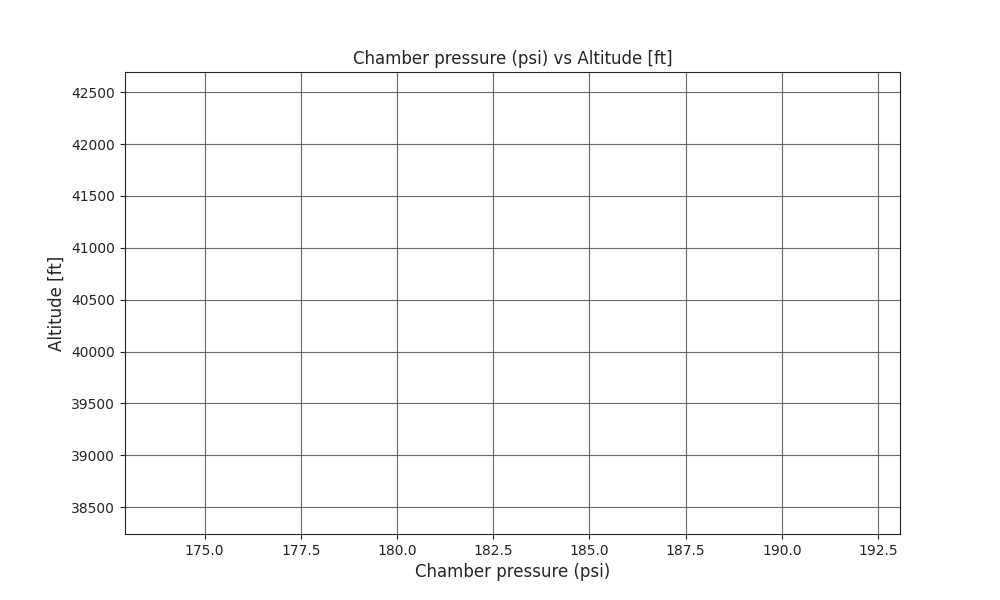 Chamber pressure (psi) vs Altitude [ft]
42500
42000
41500
41000
40500
40000
39500
39000
38500
Altitude [ft]
175.0 177.5 180.0 182.5 185.0 187.5 190.0 192.5
Chamber pressure (psi)